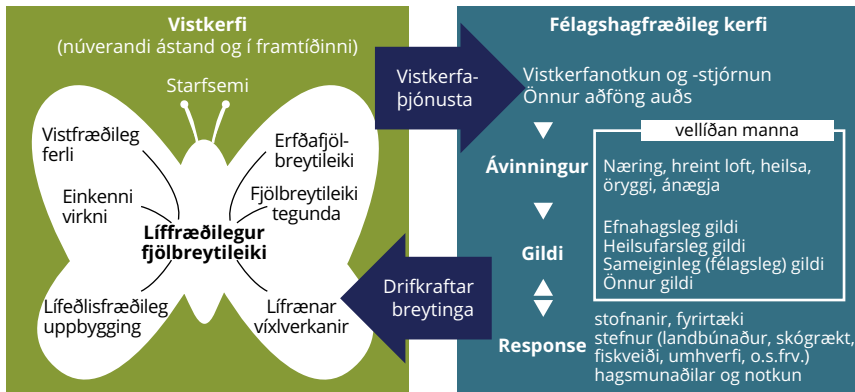 Vistkerfi
(núverandi ástand og í framtíðinni)
Starfsemi
Vistfræðileg
ferli
Erfðafjöl-
breytileiki
Einkenni
virkni
Fjölbreytileiki
tegunda
Líffræðilegur
fjölbreytileiki
Lífeðlisfræðileg
uppbygging
Lífrænar
víxlverkanir
Vistkerfa-
þjónusta
Drifkraftar
breytinga
Félagshagfræðileg kerfi
Vistkerfanotkun og -stjórnun
Önnur aðföng auðs
vellíðan manna
Ávinningur
Næring, hreint loft, heilsa,
öryggi, ánægja
Gildi
Efnahagsleg gildi
Heilsufarsleg gildi
Sameiginleg (félagsleg) gildi
Önnur gildi
Response
stofnanir, fyrirtæki
stefnur (landbúnaður, skógrækt,
fiskveiði, umhverfi, o.s.frv.)
hagsmunaðilar og notkun